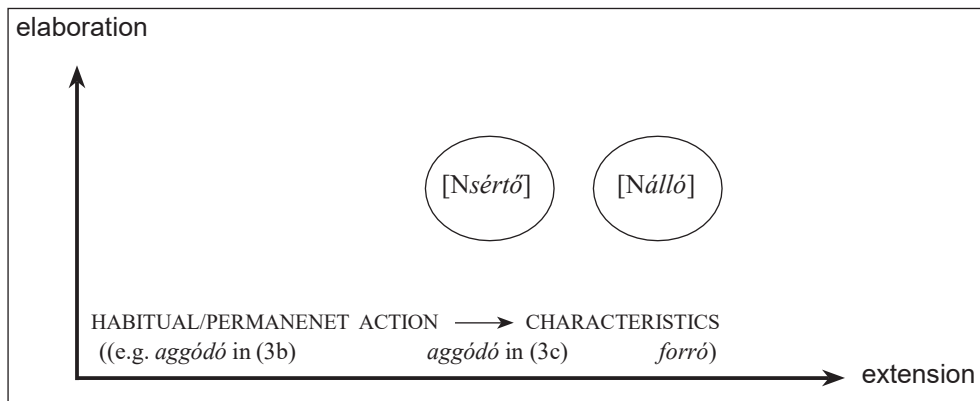 elaboration
[Nsértő] [Nálló]
HABITUAL/PERMANENET ACTION → CHARACTERISTICS
((e.g. aggódó in (3b) aggódó in (3c) forró)
extension